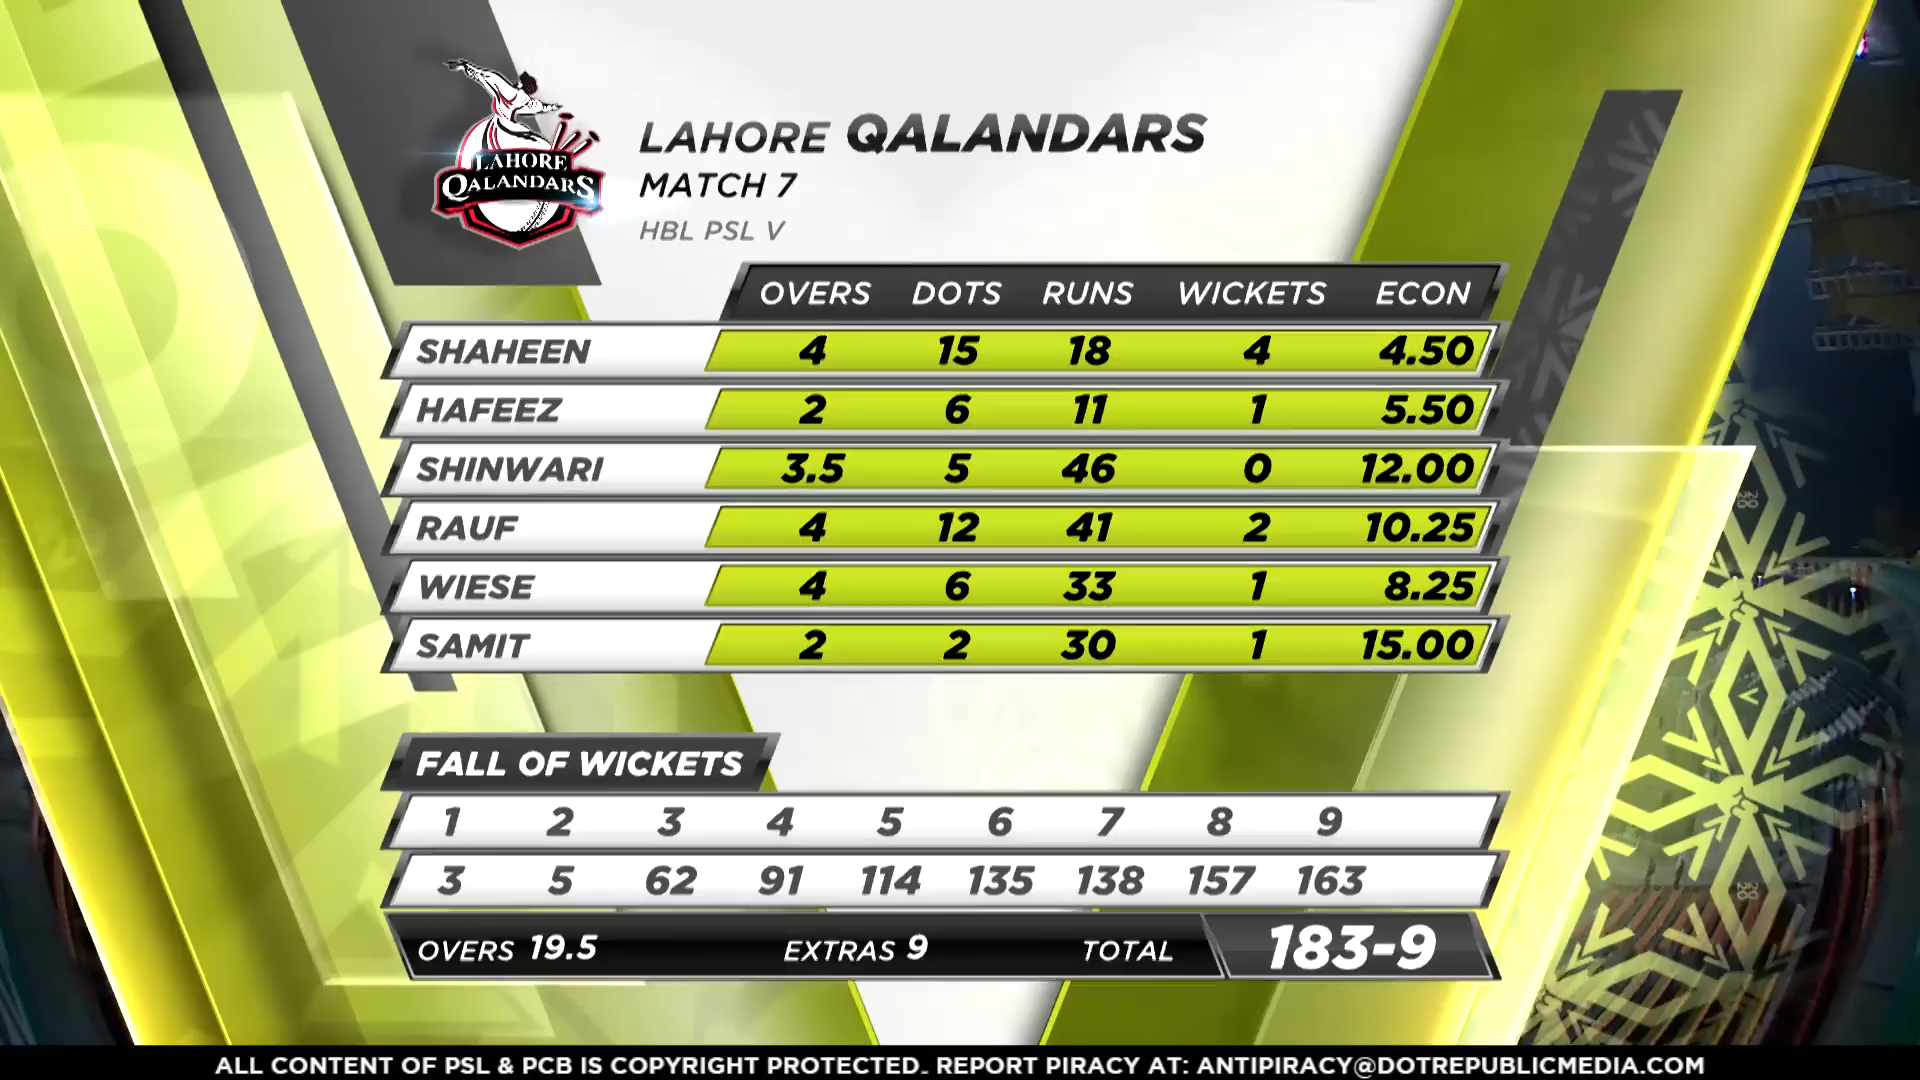 LAHORE
QALANDARS
LAHORE QALANDARS
MATCH 7
HBL PSL V
OVERS DOTS RUNS WICKETS ECON
SHAHEEN 4 15 18 4 4.50
HAFEEZ 2 6 11 1 5.50
SHINWARI 3.5 5 46 0 12.00
RAUF 4 12 41 2 10.25
WIESE 4 6 33 1 8.25
SAMIT 2 2 30 1 15.00
FALL OF WICKETS
1 2 3 4 5 6 7 8 9
3 5 62 91 114 135 138 157 163
OVERS 19.5 EXTRAS 9 TOTAL 183-9
ALL CONTENT OF PSL & PCB IS COPYRIGHT PROTECTED. REPORT PIRACY AT: ANTIPIRACY@DOTREPUBLICMEDIA.COM